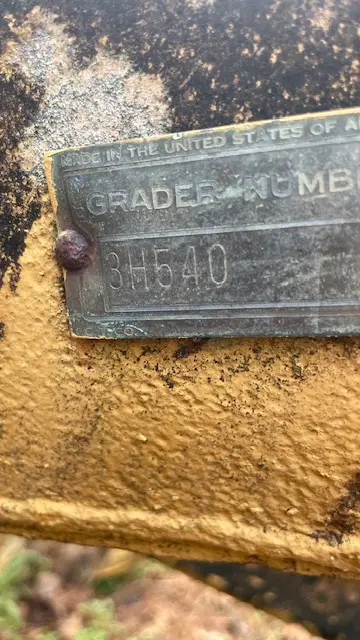 MADE IN THE UNITED STATES OF A
GRADER NUMB
3H540